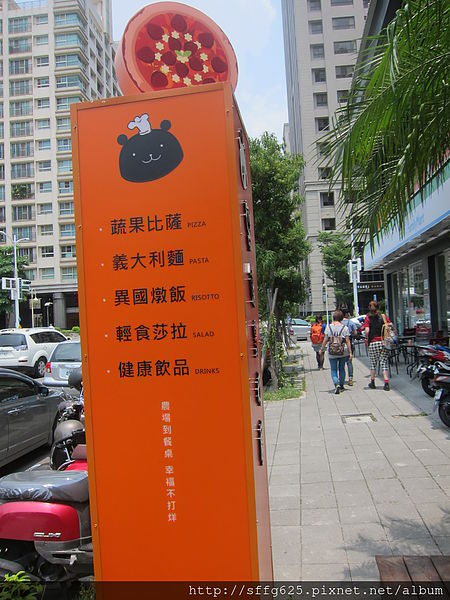 · 蔬果比薩 PIZZA
· 義大利麵 PASTA
· 異國燉飯 RISOTTO
· 輕食莎拉 SALAD
· 健康飲品 DRINKS
農場到餐桌 幸福不打烊
http://sffg625.pixnet.net/album